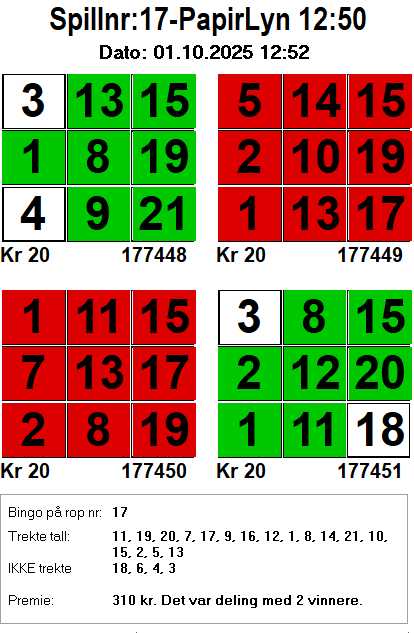 Spillnr:17-PapirLyn 12:50
Dato: 01.10.2025 12:52
3 13 15
1 8 19
4 9 21
Kr 20 177448
5 14 15
2 10 19
1 13 17
Kr 20 177449
1 11 15
7 13 17
2 8 19
Kr 20 177450
3 8 15
2 12 20
1 11 18
Kr 20 177451
Bingo på rop nr: 17
Trekte tall: 11, 19, 20, 7, 17, 9, 16, 12, 1, 8, 14, 21, 10,
15, 2, 5, 13
IKKE trekte 18, 6, 4, 3
Premie: 310 kr. Det var deling med 2 vinnere.